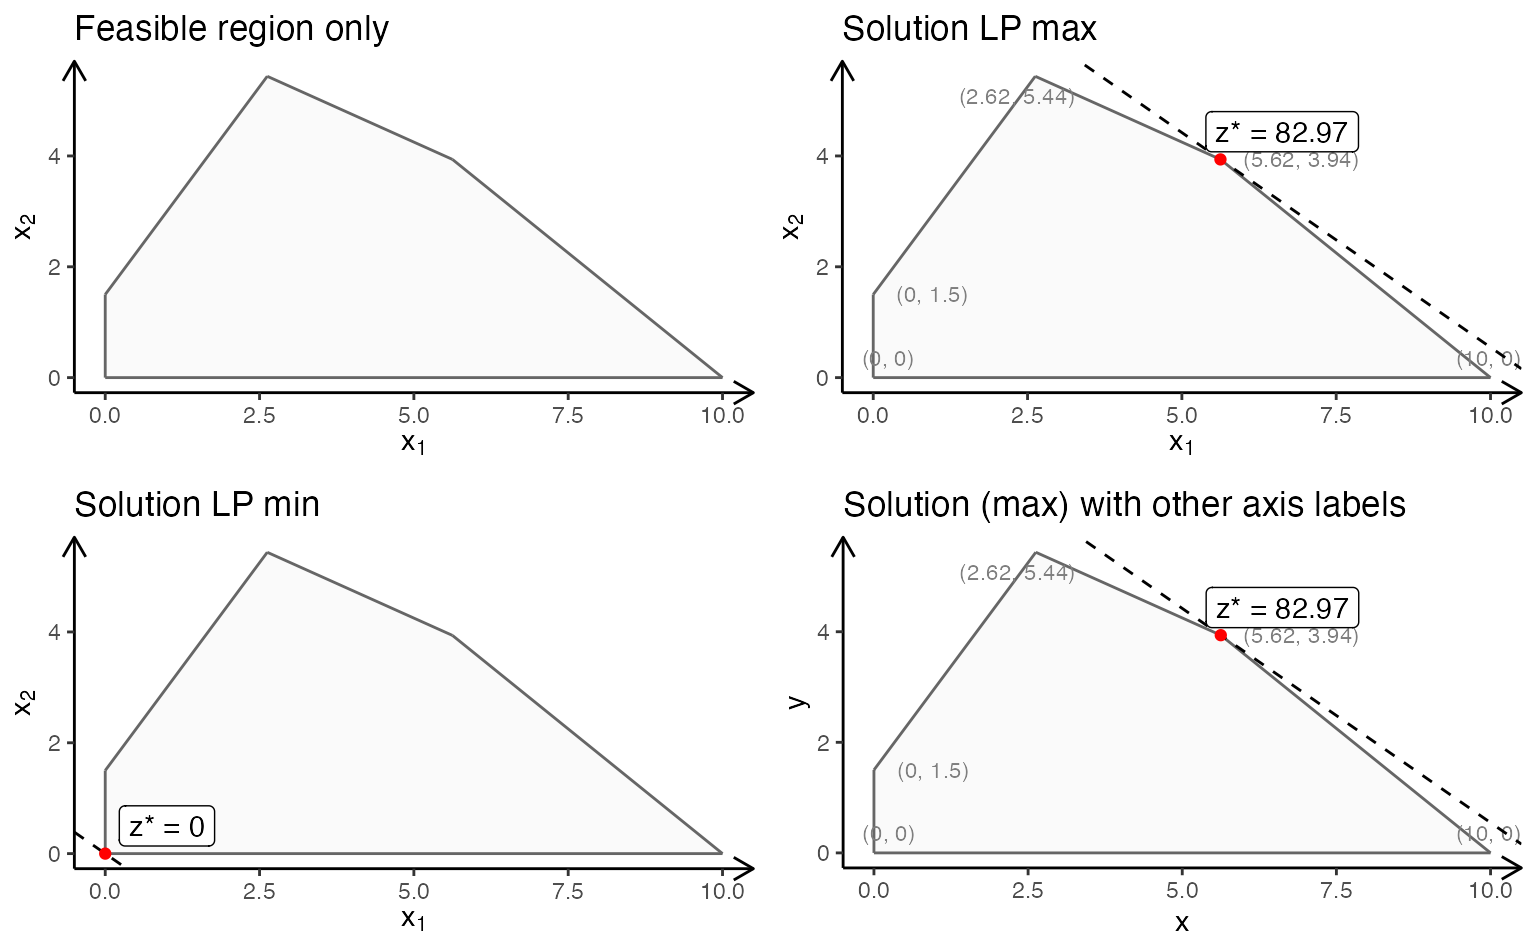 Feasible region only
4
2
0
x2
0.0 2.5 5.0 7.5 10.0
x1
Solution LP max
(2.62, 5.44)
z* = 82.97
(5.62, 3.94)
(0, 1.5)
(0, 0)
(10, 0)
4
2
0
x2
0.0 2.5 5.0 7.5 10.0
x1
Solution LP min
4
2
0
x2
z* = 0
0.0 2.5 5.0 7.5 10.0
x1
Solution (max) with other axis labels
(2.62, 5.44)
z* = 82.97
(5.62, 3.94)
(0, 1.5)
(0, 0)
(10, 0)
4
2
0
y
0.0 2.5 5.0 7.5 10.0
x